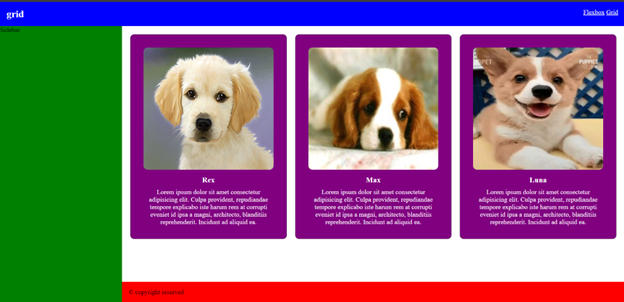 grid
Flexbox Grid
Sidebar
PUPPET
Rex
Lorem ipsum dolor sit amet consectetur
adipisicing elit. Culpa provident, repudiandae
tempore explicabo iste harum rem at corrupti
eveniet id ipsa a magni, architecto, blanditiis
reprehenderit. Incidunt ad aliquid ea.
Max
Lorem ipsum dolor sit amet consectetur
adipisicing elit. Culpa provident, repudiandae
tempore explicabo iste harum rem at corrupti
eveniet id ipsa a magni, architecto, blanditiis
reprehenderit. Incidunt ad aliquid ea.
Luna
Lorem ipsum dolor sit amet consectetur
adipisicing elit. Culpa provident, repudiandae
tempore explicabo iste harum rem at corrupti
eveniet id ipsa a magni, architecto, blanditiis
reprehenderit. Incidunt ad aliquid ea.
© copyright reserved